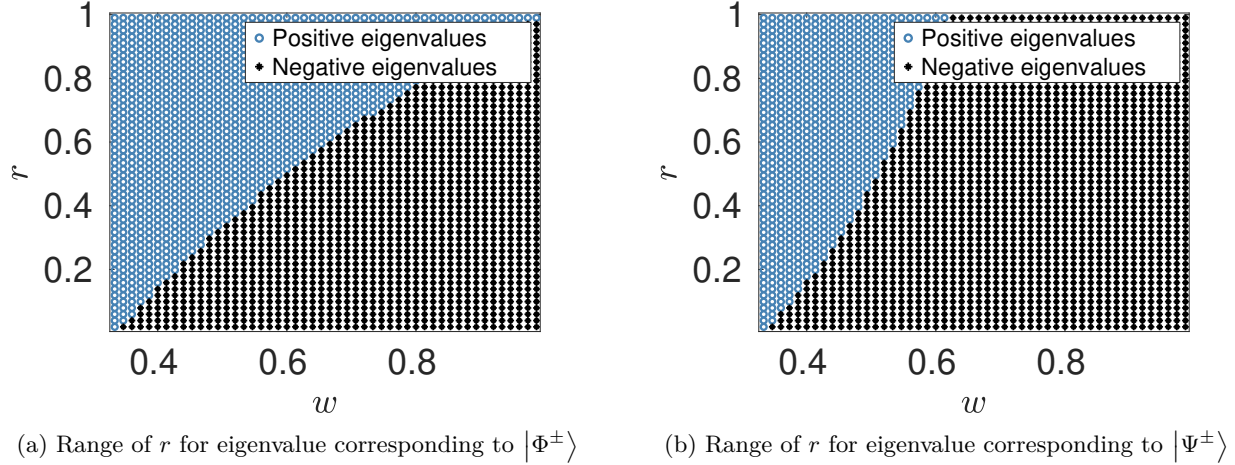 1
0.8
0.6
0.4
0.2
r
Positive eigenvalues
Negative eigenvalues
0.4 0.6 0.8
w
(a) Range of r for eigenvalue corresponding to |Φ±⟩
1
0.8
0.6
0.4
0.2
r
Positive eigenvalues
Negative eigenvalues
0.4 0.6 0.8
w
(b) Range of r for eigenvalue corresponding to |Ψ±⟩